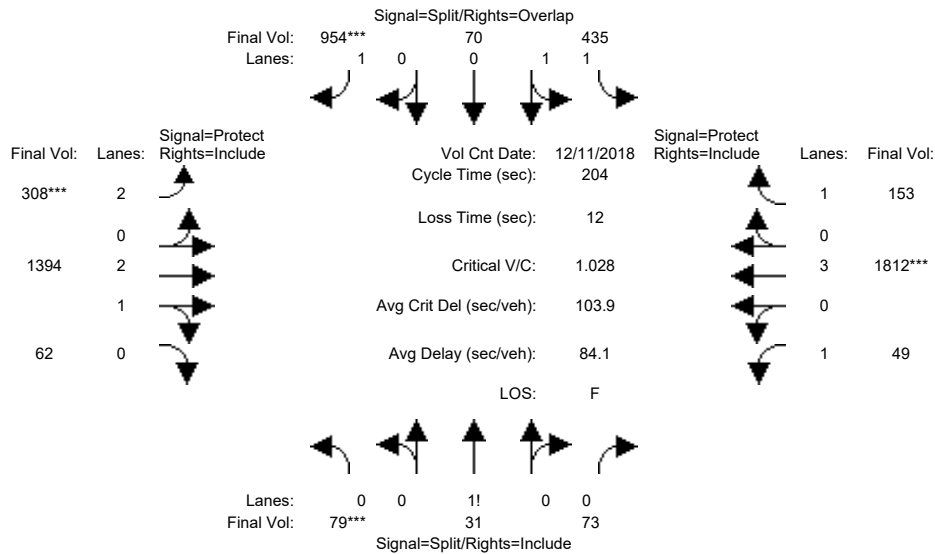 Signal=Split/Rights=Overlap
Final Vol: 954*** 70 435
Lanes: 1 0 0 1 1
Signal=Protect
Final Vol: Lanes: Rights=Include
Vol Cnt Date: 12/11/2018
Signal=Protect
Rights=Include Lanes: Final Vol:
Cycle Time (sec): 204
308*** 2
1 153
Loss Time (sec): 12
0
0
1394 2
Critical V/C: 1.028
3 1812***
1
Avg Crit Del (sec/veh): 103.9
0
62 0
Avg Delay (sec/veh): 84.1
1 49
LOS: F
Lanes: 0 0 1! 0 0
Final Vol: 79*** 31 73
Signal=Split/Rights=Include